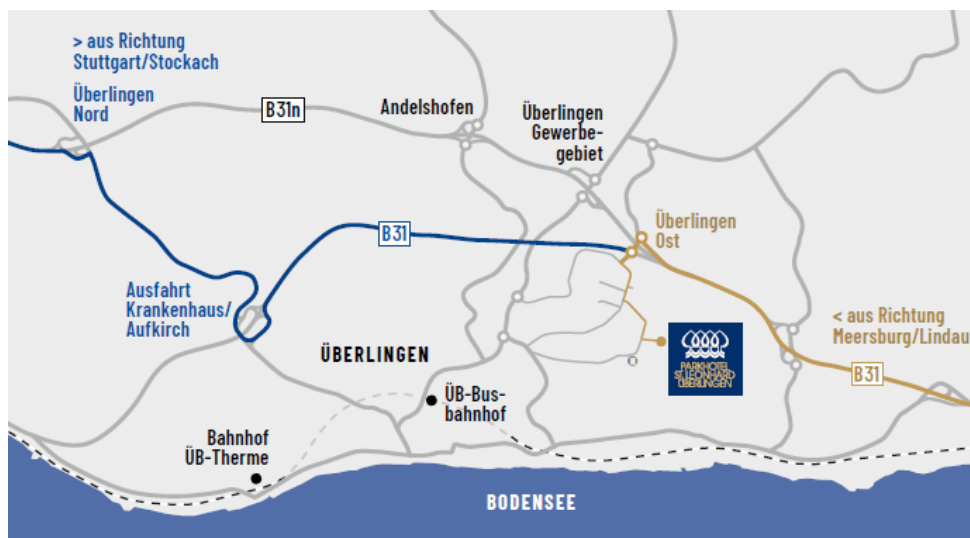 > aus Richtung
Stuttgart/Stockach
Überlingen
Nord
B31n
Andelshofen
Überlingen
Gewerbe-
gebiet
B31
Überlingen
Ost
Ausfahrt
Krankenhaus/
Aufkirch
< aus Richtung
Meersburg/Lindau
ÜBERLINGEN
PARKHOTEL
ST. LEONHARD
ÜBERLINGEN
B31
ÜB-Bus-
bahnhof
Bahnhof
ÜB-Therme
BODENSEE